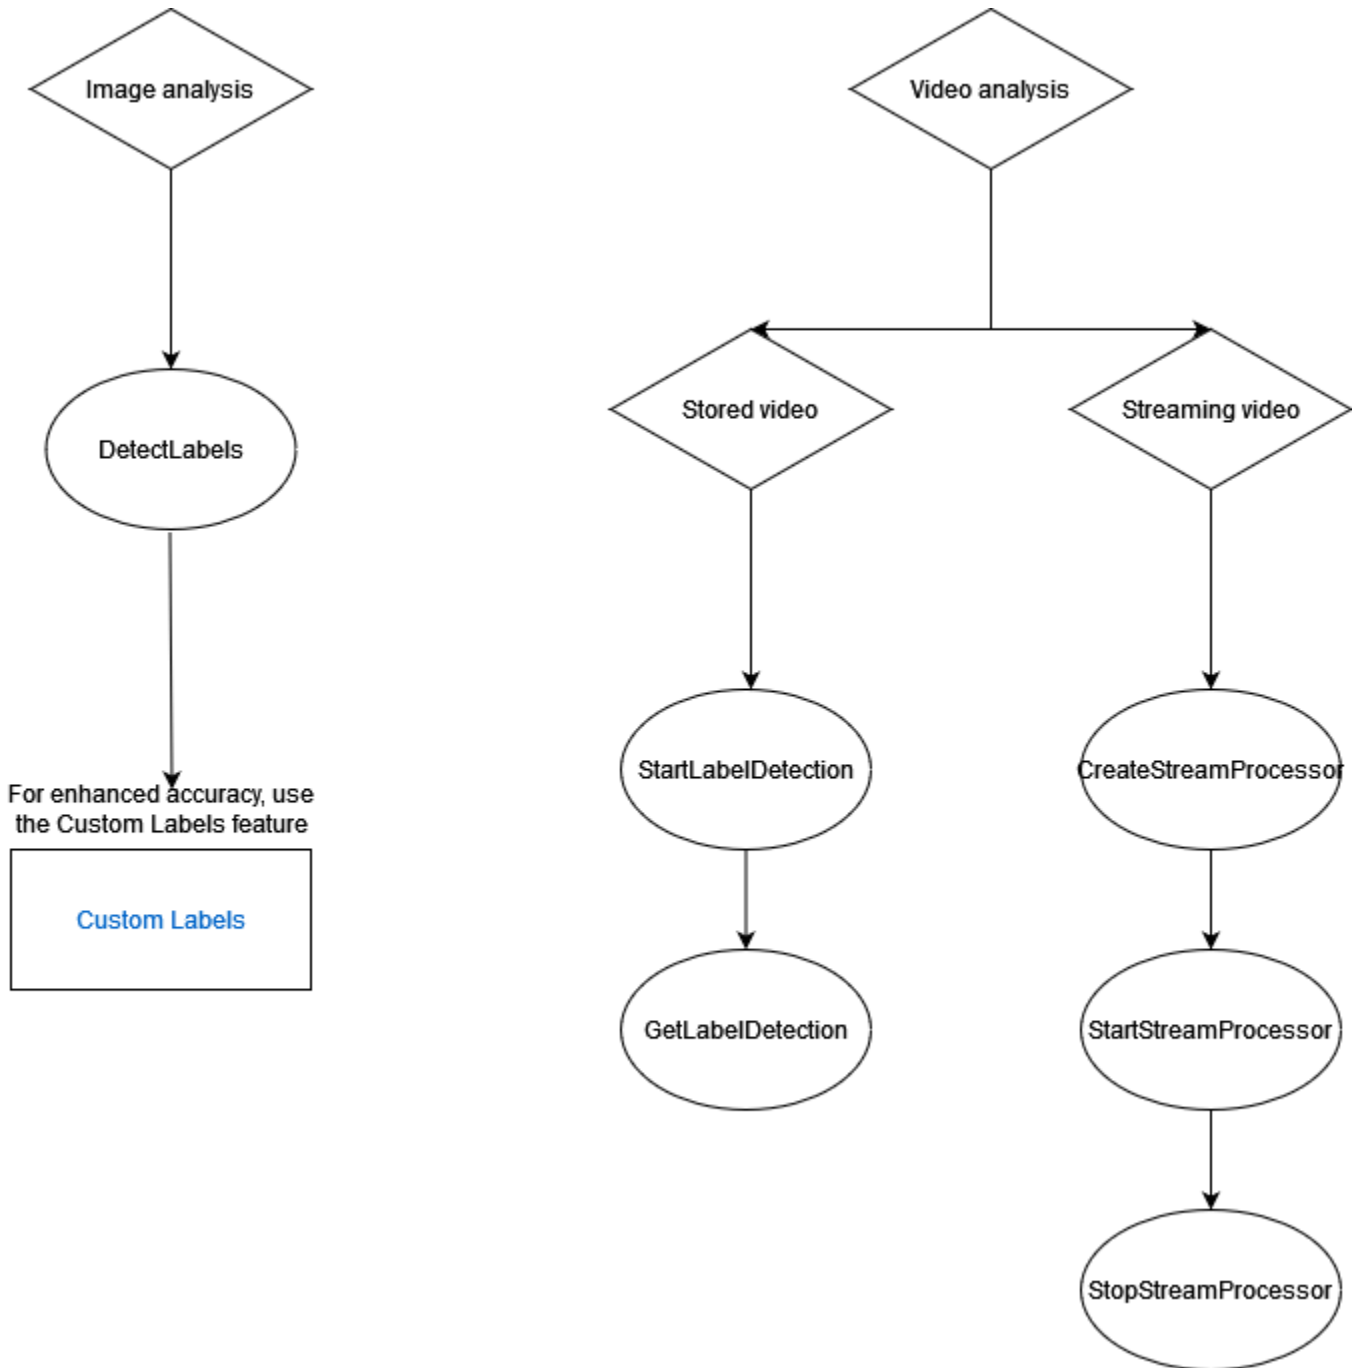 Image analysis
Video analysis
Stored video
Streaming video
DetectLabels
StartLabelDetection
CreateStreamProcessor
For enhanced accuracy, use
the Custom Labels feature
Custom Labels
GetLabelDetection
StartStreamProcessor
StopStreamProcessor